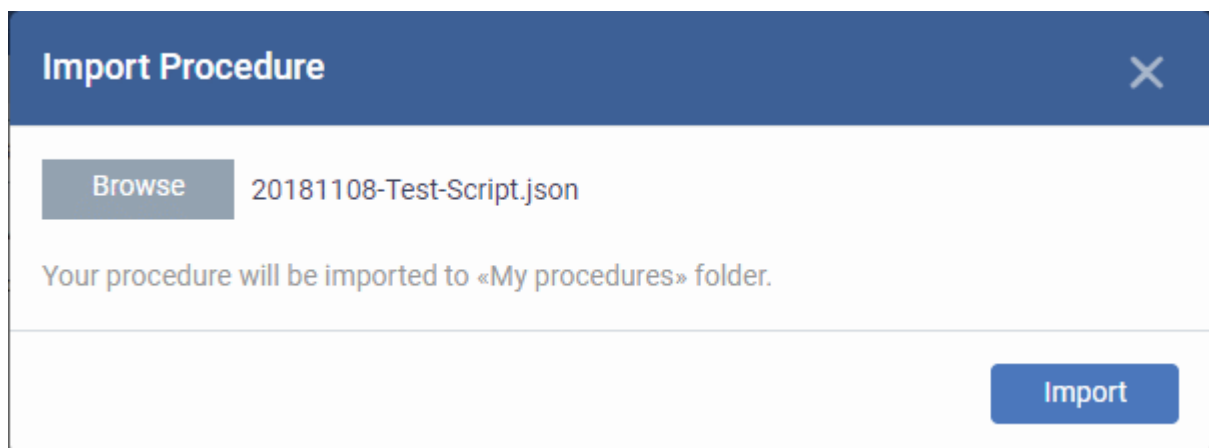 Import Procedure
Browse 20181108-Test-Script.json
Your procedure will be imported to «My procedures» folder.
Import